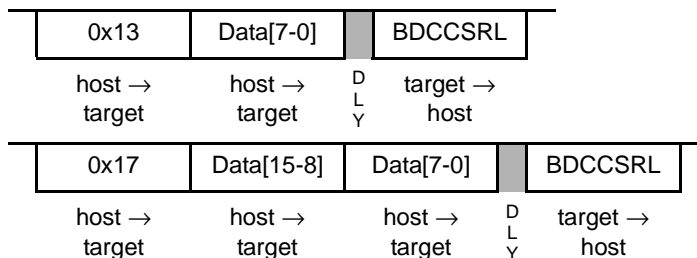 0x13 Data[7-0] BDCCSRL
host → host → D target →
target target L host
Y
0x17 Data[15-8] Data[7-0] BDCCSRL
host → host → host → D target →
target target target L host
Y